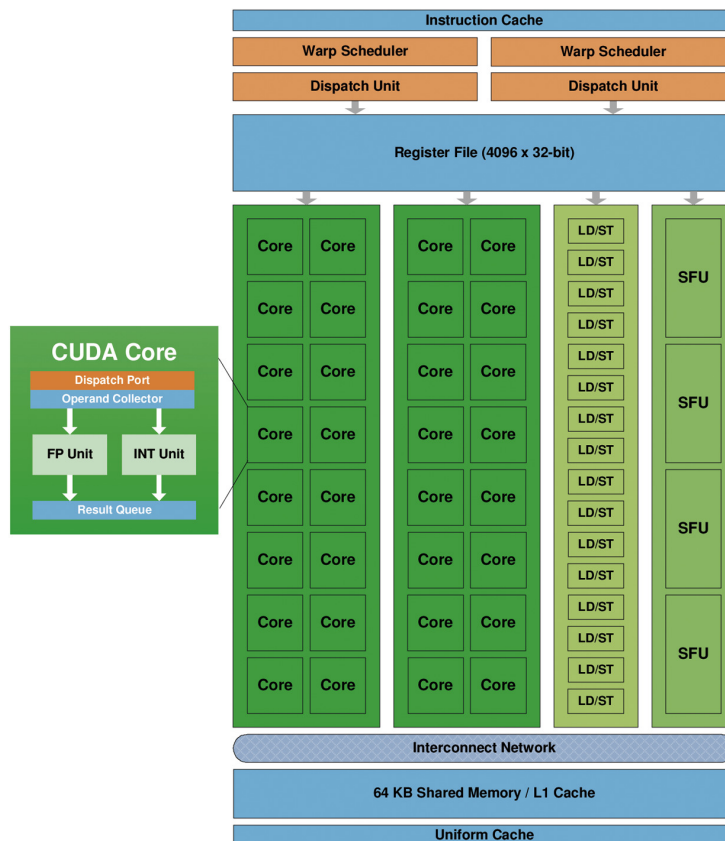 Instruction Cache
Warp Scheduler
Warp Scheduler
Dispatch Unit
Dispatch Unit
Register File (4096 x 32-bit)
Core Core Core Core LD/ST
LD/ST
SFU
Core Core Core Core LD/ST
LD/ST
Core Core Core Core LD/ST
LD/ST
SFU
Core Core Core Core LD/ST
LD/ST
Core Core Core Core LD/ST
LD/ST
SFU
Core Core Core Core LD/ST
LD/ST
Core Core Core Core LD/ST
LD/ST
SFU
Core Core Core Core LD/ST
LD/ST
CUDA Core
Dispatch Port
Operand Collector
FP Unit
INT Unit
Result Queue
Interconnect Network
64 KB Shared Memory / L1 Cache
Uniform Cache